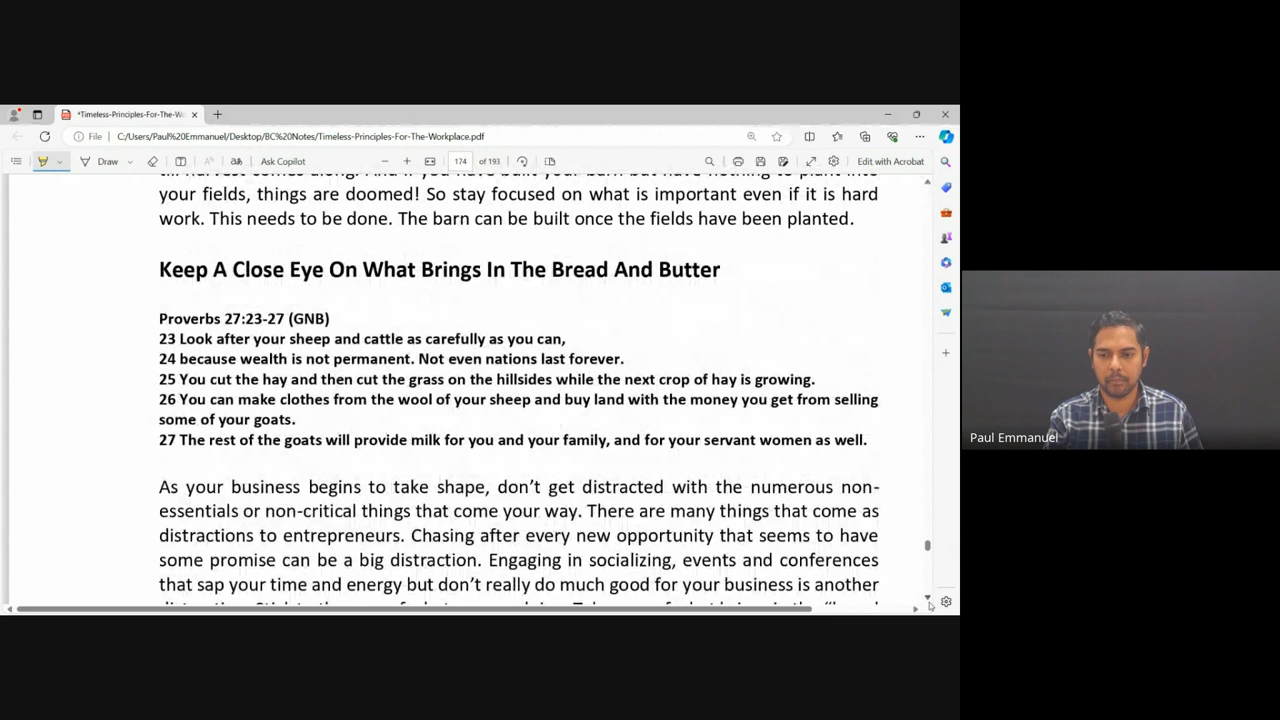 *Timeless-Principles-For-The-Wo
File
C:/Users/Paul%20Emmanuel/Desktop/BC%20Notes/Timeless-Principles-For-The-Workplace.pdf
Draw
Ask Copilot
174 of 193
Edit with Acrobat
your fields, things are doomed! So stay focused on what is important even if it is hard
work. This needs to be done. The barn can be built once the fields have been planted.
Keep A Close Eye On What Brings In The Bread And Butter
Proverbs 27:23-27 (GNB)
23 Look after your sheep and cattle as carefully as you can,
24 because wealth is not permanent. Not even nations last forever.
25 You cut the hay and then cut the grass on the hillsides while the next crop of hay is growing.
26 You can make clothes from the wool of your sheep and buy land with the money you get from selling
some of your goats.
27 The rest of the goats will provide milk for you and your family, and for your servant women as well.
As your business begins to take shape, don't get distracted with the numerous non-
essentials or non-critical things that come your way. There are many things that come as
distractions to entrepreneurs. Chasing after every new opportunity that seems to have
some promise can be a big distraction. Engaging in socializing, events and conferences
that sap your time and energy but don't really do much good for your business is another
Paul Emmanuel